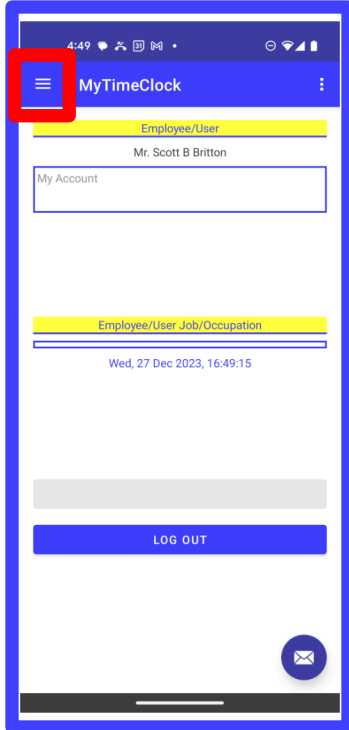 4:49 31
MyTimeClock
Employee/User
Mr. Scott B Britton
My Account
Employee/User Job/Occupation
Wed, 27 Dec 2023, 16:49:15
LOG OUT